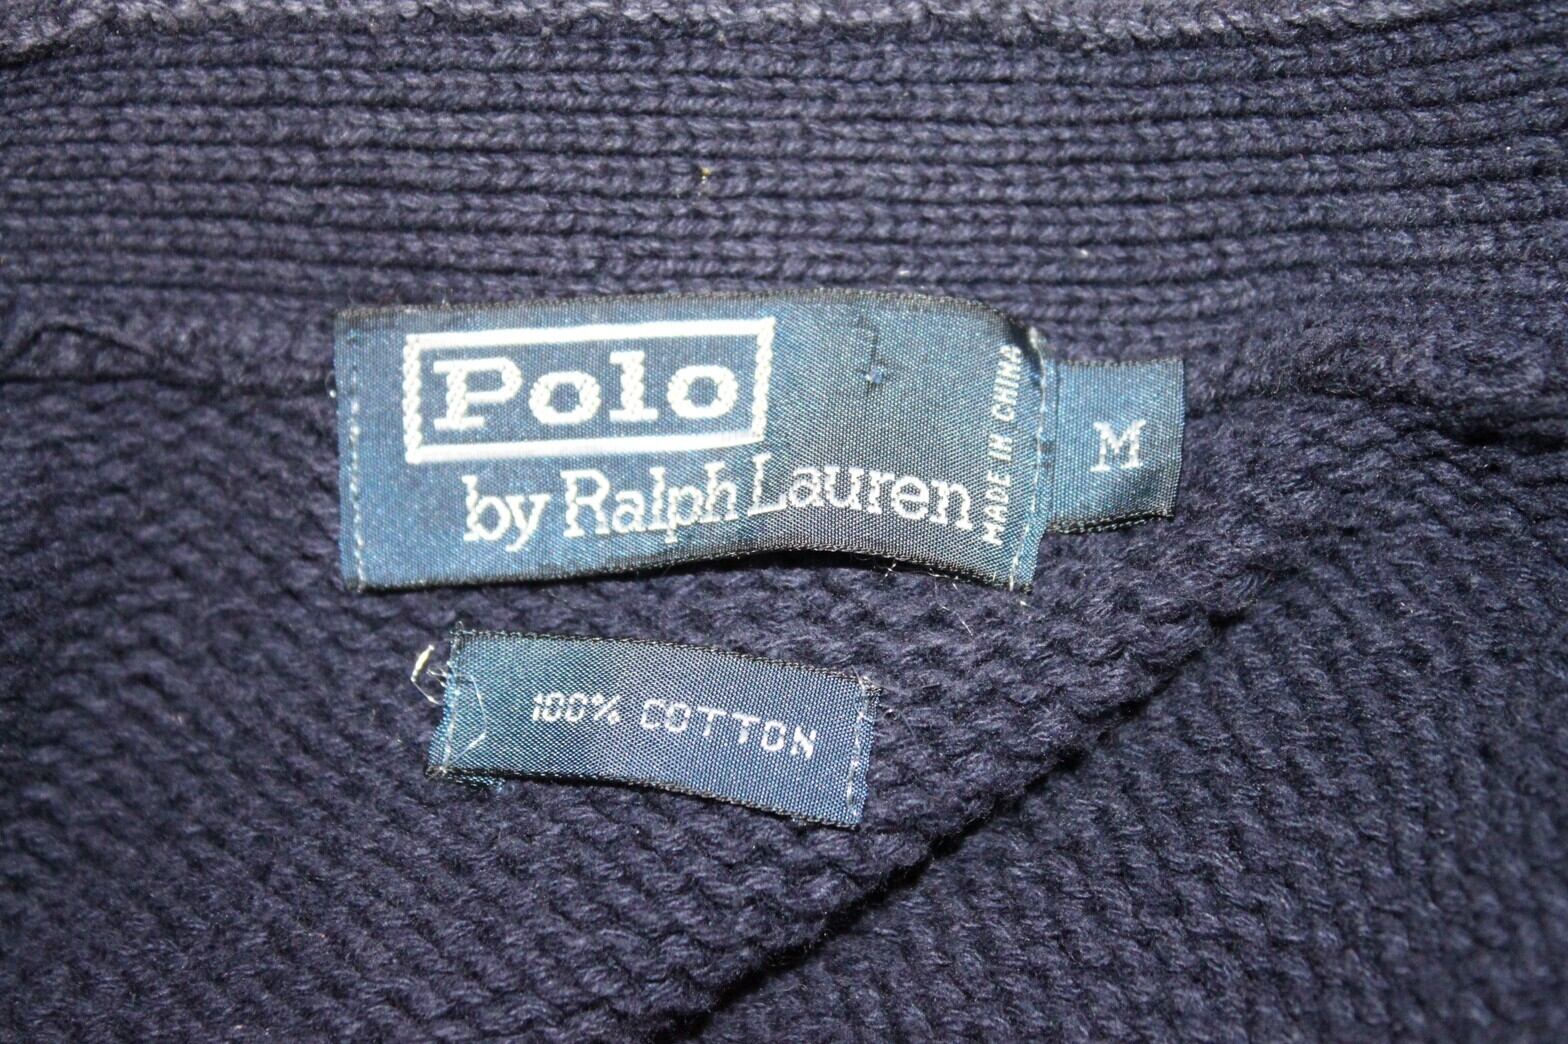 Polo
by Ralph Lauren
MADE IN CHINA
M
100% COTTON